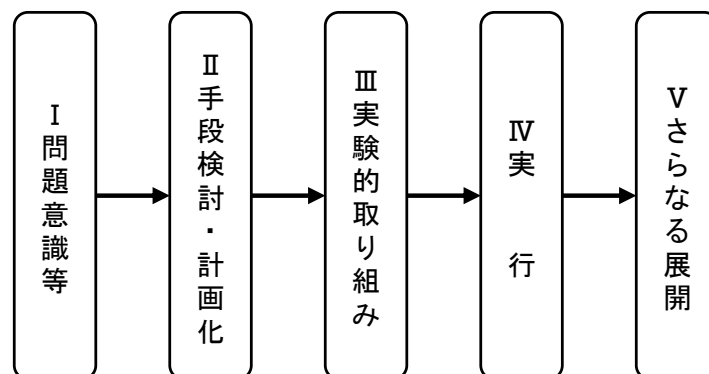 Ⅰ問題意識等
Ⅱ手段検討・計画化
Ⅲ実験的取り組み
Ⅳ実　行
Ⅴさらなる展開